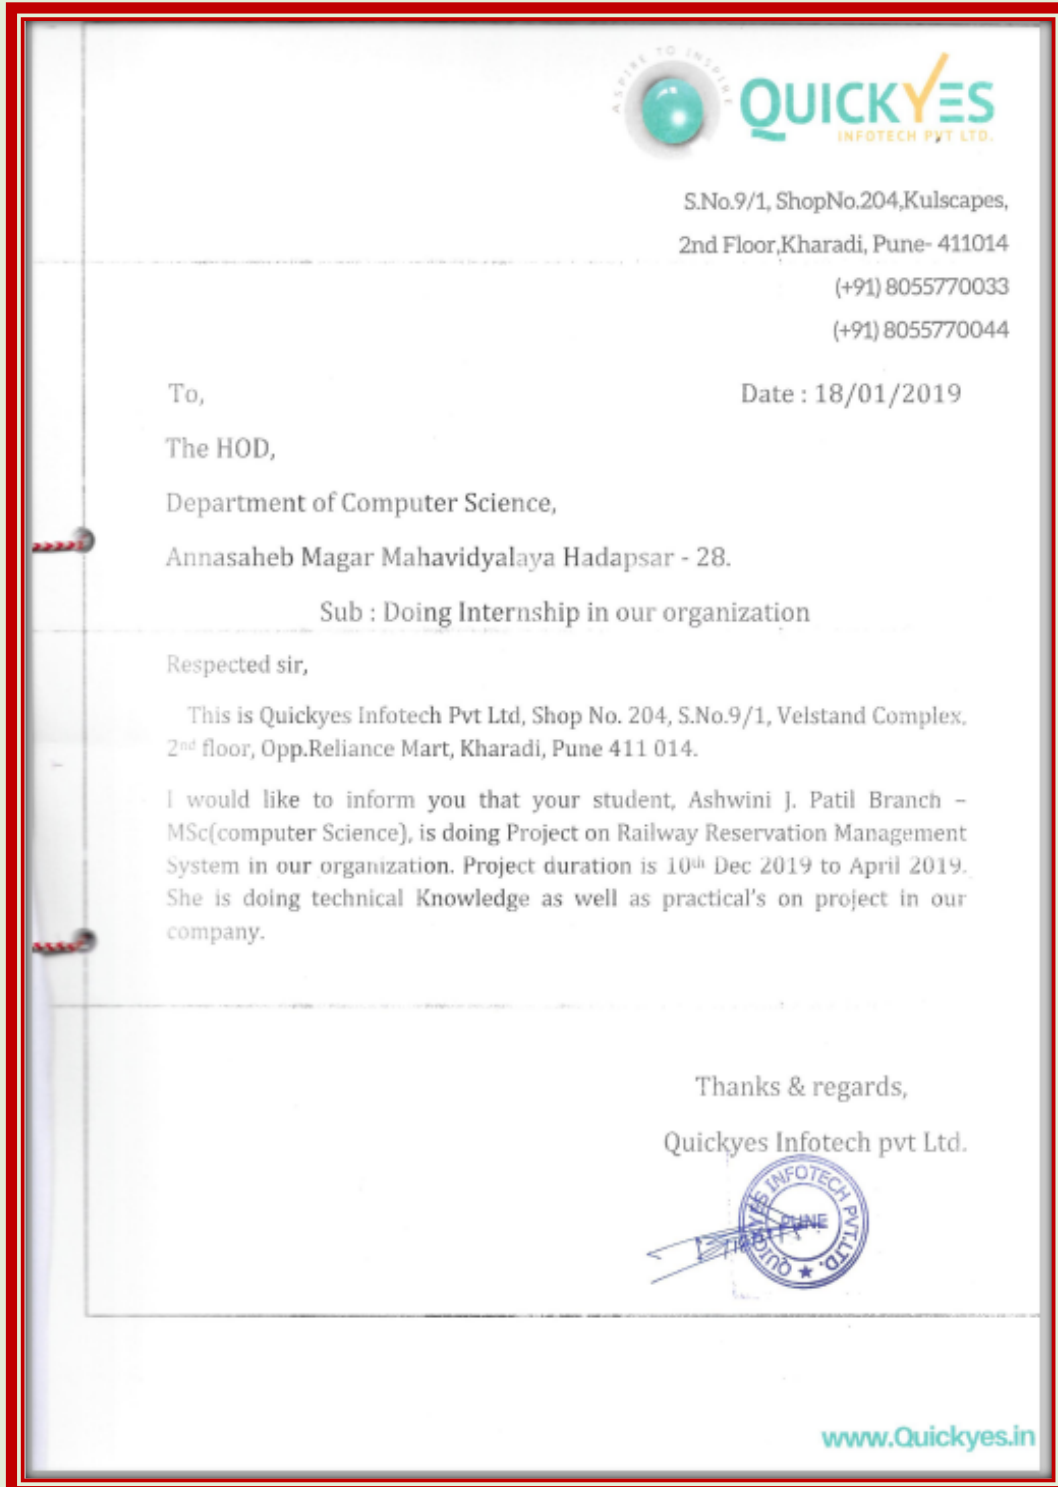 ASPIRE TO INSPIRE
QUICKYES
INFOTECH PVT LTD.
S.No.9/1, ShopNo.204,Kulscapes,
2nd Floor,Kharadi, Pune- 411014
(+91) 8055770033
(+91) 8055770044
To,
Date : 18/01/2019
The HOD,
Department of Computer Science,
Annasaheb Magar Mahavidyalaya Hadapsar - 28.
Sub : Doing Internship in our organization
Respected sir,
This is Quickyes Infotech Pvt Ltd, Shop No. 204, S.No.9/1, Velstand Complex,
2nd floor, Opp.Reliance Mart, Kharadi, Pune 411 014.
I would like to inform you that your student, Ashwini J. Patil Branch –
MSc(computer Science), is doing Project on Railway Reservation Management
System in our organization. Project duration is 10th Dec 2019 to April 2019.
She is doing technical Knowledge as well as practical's on project in our
company.
Thanks & regards,
Quickyes Infotech pvt Ltd.
QUICKYES INFOTECH PVT.LTD.
PUNE
www.Quickyes.in